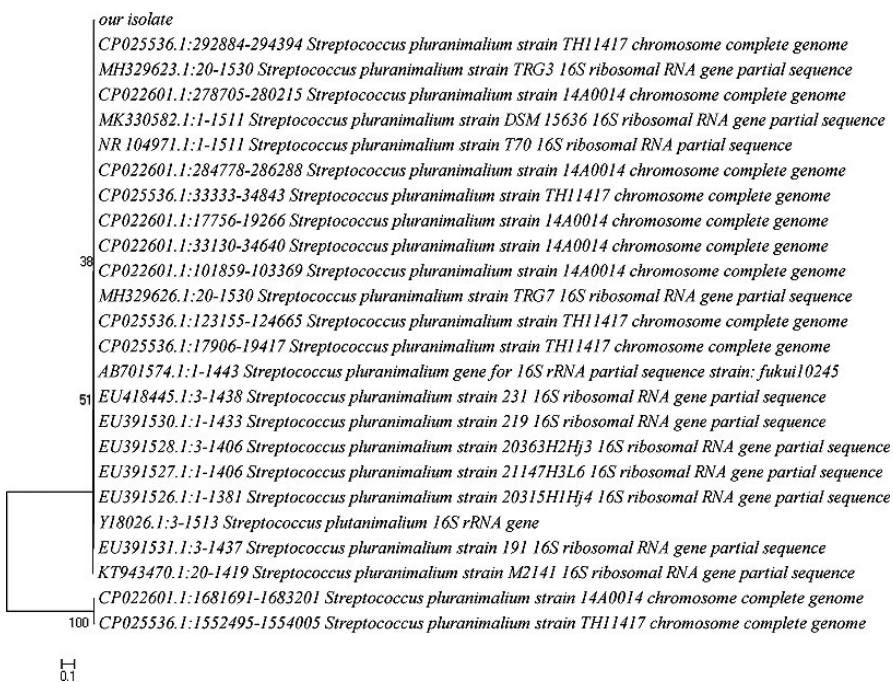 our isolate
CP025536.1:292884-294394 Streptococcus pluranimalium strain TH11417 chromosome complete genome
MH329623.1:20-1530 Streptococcus pluranimalium strain TRG3 16S ribosomal RNA gene partial sequence
CP022601.1:278705-280215 Streptococcus pluranimalium strain 14A0014 chromosome complete genome
MK330582.1:1-1511 Streptococcus pluranimalium strain DSM 15636 16S ribosomal RNA gene partial sequence
NR 104971.1:1-1511 Streptococcus pluranimalium strain T70 16S ribosomal RNA partial sequence
CP022601.1:284778-286288 Streptococcus pluranimalium strain 14A0014 chromosome complete genome
CP025536.1:33333-34843 Streptococcus pluranimalium strain TH11417 chromosome complete genome
CP022601.1:17756-19266 Streptococcus pluranimalium strain 14A0014 chromosome complete genome
CP022601.1:33130-34640 Streptococcus pluranimalium strain 14A0014 chromosome complete genome
38
CP022601.1:101859-103369 Streptococcus pluranimalium strain 14A0014 chromosome complete genome
MH329626.1:20-1530 Streptococcus pluranimalium strain TRG7 16S ribosomal RNA gene partial sequence
CP025536.1:123155-124665 Streptococcus pluranimalium strain TH11417 chromosome complete genome
CP025536.1:17906-19417 Streptococcus pluranimalium strain TH11417 chromosome complete genome
AB701574.1:1-1443 Streptococcus pluranimalium gene for 16S rRNA partial sequence strain: fukui10245
51
EU418445.1:3-1438 Streptococcus pluranimalium strain 231 16S ribosomal RNA gene partial sequence
EU391530.1:1-1433 Streptococcus pluranimalium strain 219 16S ribosomal RNA gene partial sequence
EU391528.1:3-1406 Streptococcus pluranimalium strain 20363H2Hj3 16S ribosomal RNA gene partial sequence
EU391527.1:1-1406 Streptococcus pluranimalium strain 21147H3L6 16S ribosomal RNA gene partial sequence
EU391526.1:1-1381 Streptococcus pluranimalium strain 20315H1Hj4 16S ribosomal RNA gene partial sequence
Y18026.1:3-1513 Streptococcus plutanimalium 16S rRNA gene
EU391531.1:3-1437 Streptococcus pluranimalium strain 191 16S ribosomal RNA gene partial sequence
KT943470.1:20-1419 Streptococcus pluranimalium strain M2141 16S ribosomal RNA gene partial sequence
CP022601.1:1681691-1683201 Streptococcus pluranimalium strain 14A0014 chromosome complete genome
100
CP025536.1:1552495-1554005 Streptococcus pluranimalium strain TH11417 chromosome complete genome
0.1